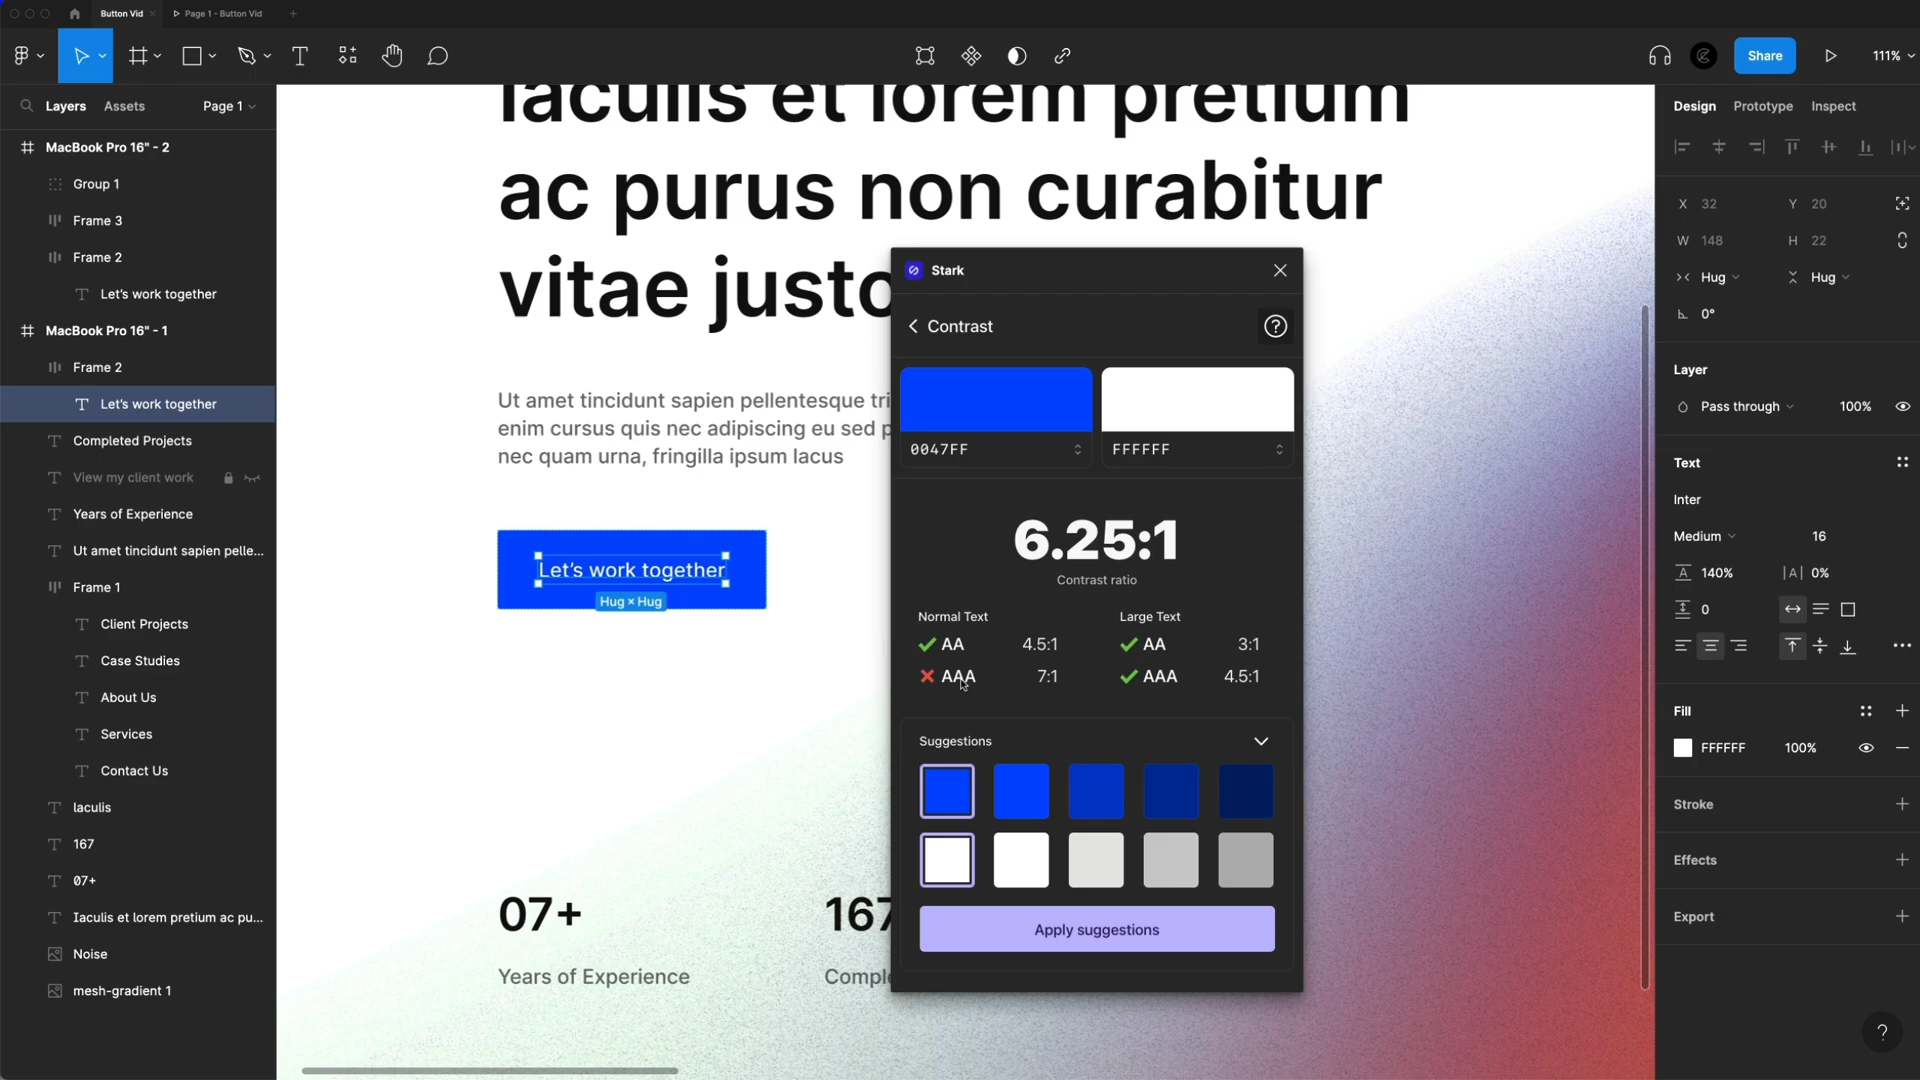 Button Vid
Page 1 - Button Vid
Share
111%
Layers
Assets
Page 1
Design
Prototype
Inspect
MacBook Pro 16" - 2
Group 1
Frame 3
Frame 2
Let's work together
MacBook Pro 16" - 1
Frame 2
Let's work together
Completed Projects
View my client work
Years of Experience
Ut amet tincidunt sapien pelle...
Frame 1
Client Projects
Case Studies
About Us
Services
Contact Us
Iaculis
167
07+
Iaculis et lorem pretium ac pu...
Noise
mesh-gradient 1
Iaculis et lorem pretium
ac purus non curabitur
vitae justo
Ut amet tincidunt sapien pellentesque tri
enim cursus quis nec adipiscing eu sed p
nec quam urna, fringilla ipsum lacus
Let's work together
Hug × Hug
07+
167
Years of Experience
Comple
Stark
Contrast
0047FF
FFFFFF
6.25:1
Contrast ratio
Normal Text
Large Text
AA 4.5:1
AA 3:1
AAA 7:1
AAA 4.5:1
Suggestions
Apply suggestions
X 32
Y 20
W 148
H 22
Hug
Hug
0°
Layer
Pass through
100%
Text
Inter
Medium
16
140%
|A| 0%
0
Fill
FFFFFF
100%
Stroke
Effects
Export
?